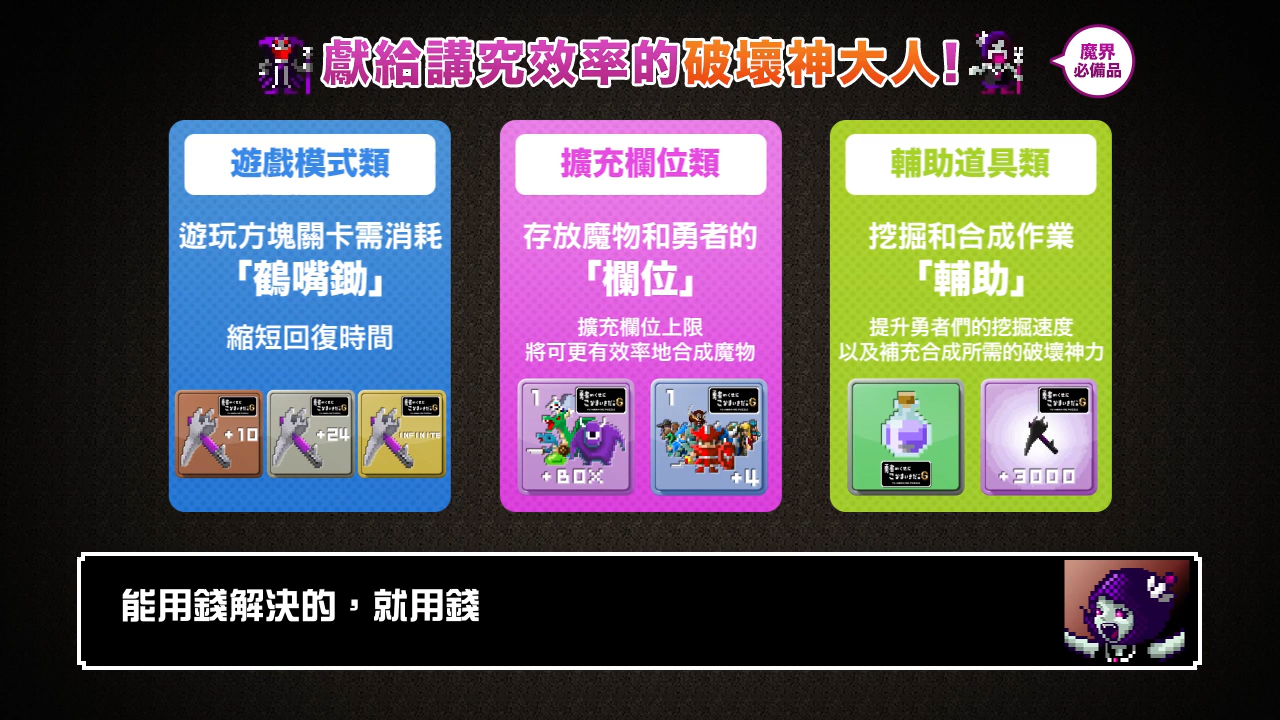 獻給講究效率的破壞神大人!
魔界
必備品
遊戲模式類
遊玩方塊關卡需消耗
「鶴嘴鋤」
縮短回復時間
+10
+24
INFINITE
擴充欄位類
存放魔物和勇者的
「欄位」
擴充欄位上限
將可更有效率地合成魔物
1
+BOX
1
+4
輔助道具類
挖掘和合成作業
「輔助」
提升勇者們的挖掘速度
以及補充合成所需的破壞神力
+3000
能用錢解決的,就用錢